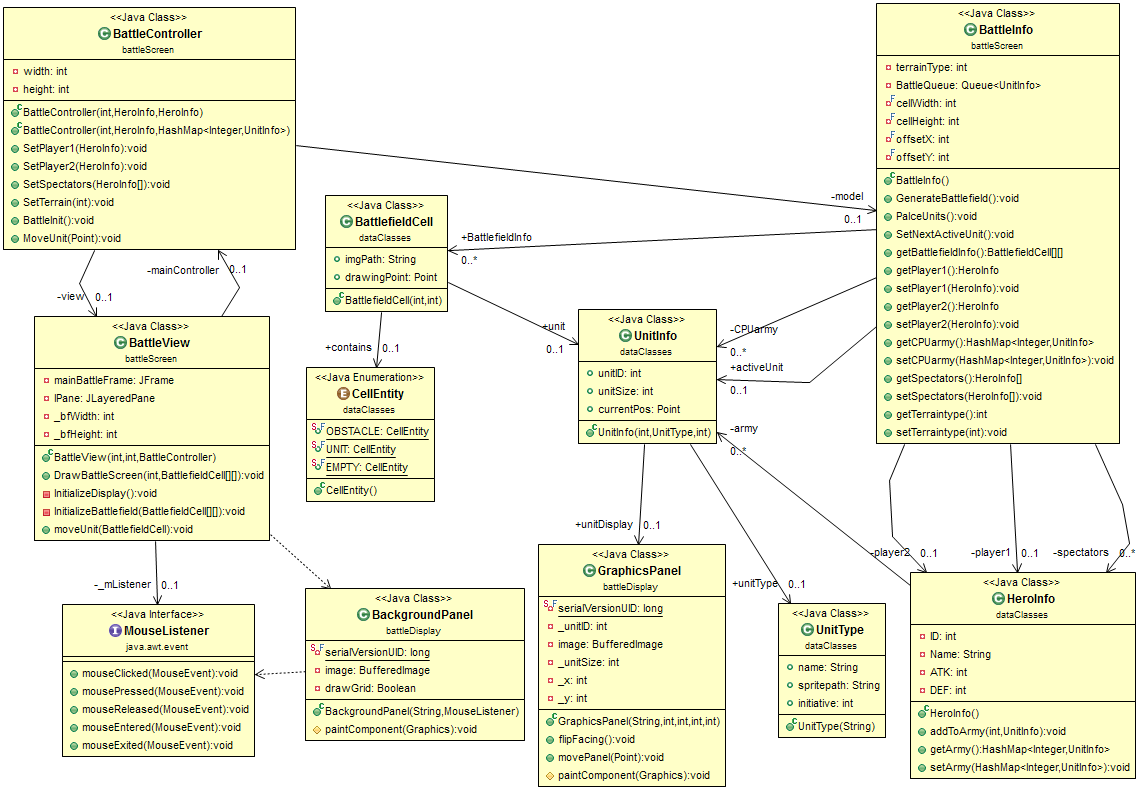 <<Java Class>>
BattleController
battleScreen
width: int
height: int
BattleController(int,HeroInfo,HeroInfo)
BattleController(int,HeroInfo,HashMap<Integer,UnitInfo>)
SetPlayer1(HeroInfo):void
SetPlayer2(HeroInfo):void
SetSpectators(HeroInfo[]):void
SetTerrain(int):void
BattleInit():void
MoveUnit(Point):void
<<Java Class>>
BattleInfo
battleScreen
terrainType: int
BattleQueue: Queue<UnitInfo>
cellWidth: int
cellHeight: int
offsetX: int
offsetY: int
BattleInfo()
GenerateBattlefield():void
PalceUnits():void
SetNextActiveUnit():void
getBattlefieldInfo():BattlefieldCell[][]
getPlayer1():HeroInfo
setPlayer1(HeroInfo):void
getPlayer2():HeroInfo
setPlayer2(HeroInfo):void
getCPUarmy():HashMap<Integer,UnitInfo>
setCPUarmy(HashMap<Integer,UnitInfo>):void
getSpectators():HeroInfo[]
setSpectators(HeroInfo[]):void
getTerraintype():int
setTerraintype(int):void
-model
0..1
<<Java Class>>
BattlefieldCell
dataClasses
imgPath: String
drawingPoint: Point
BattlefieldCell(int,int)
+BattlefieldInfo
0..*
-mainController
0..1
-view
0..1
<<Java Class>>
BattleView
battleScreen
mainBattleFrame: JFrame
lPane: JLayeredPane
_bfWidth: int
_bfHeight: int
BattleView(int,int,BattleController)
DrawBattleScreen(int,BattlefieldCell[][]):void
InitializeDisplay():void
InitializeBattlefield(BattlefieldCell[][]):void
moveUnit(BattlefieldCell):void
+contains
0..1
<<Java Enumeration>>
CellEntity
dataClasses
OBSTACLE: CellEntity
UNIT: CellEntity
EMPTY: CellEntity
CellEntity()
+unit
0..1
<<Java Class>>
UnitInfo
dataClasses
unitID: int
unitSize: int
currentPos: Point
UnitInfo(int,UnitType,int)
-CPUarmy
0..*
+activeUnit
0..1
-army
0..*
-_mListener
0..1
<<Java Interface>>
MouseListener
java.awt.event
mouseClicked(MouseEvent):void
mousePressed(MouseEvent):void
mouseReleased(MouseEvent):void
mouseEntered(MouseEvent):void
mouseExited(MouseEvent):void
<<Java Class>>
BackgroundPanel
battleDisplay
serialVersionUID: long
image: BufferedImage
drawGrid: Boolean
BackgroundPanel(String,MouseListener)
paintComponent(Graphics):void
+unitDisplay
0..1
<<Java Class>>
GraphicsPanel
battleDisplay
serialVersionUID: long
_unitID: int
image: BufferedImage
_unitSize: int
_x: int
_y: int
GraphicsPanel(String,int,int,int,int)
flipFacing():void
movePanel(Point):void
paintComponent(Graphics):void
+unitType
0..1
<<Java Class>>
UnitType
dataClasses
name: String
spritepath: String
initiative: int
UnitType(String)
-player2
0..1
-player1
0..1
-spectators
0..*
<<Java Class>>
HeroInfo
dataClasses
ID: int
Name: String
ATK: int
DEF: int
HeroInfo()
addToArmy(int,UnitInfo):void
getArmy():HashMap<Integer,UnitInfo>
setArmy(HashMap<Integer,UnitInfo>):void